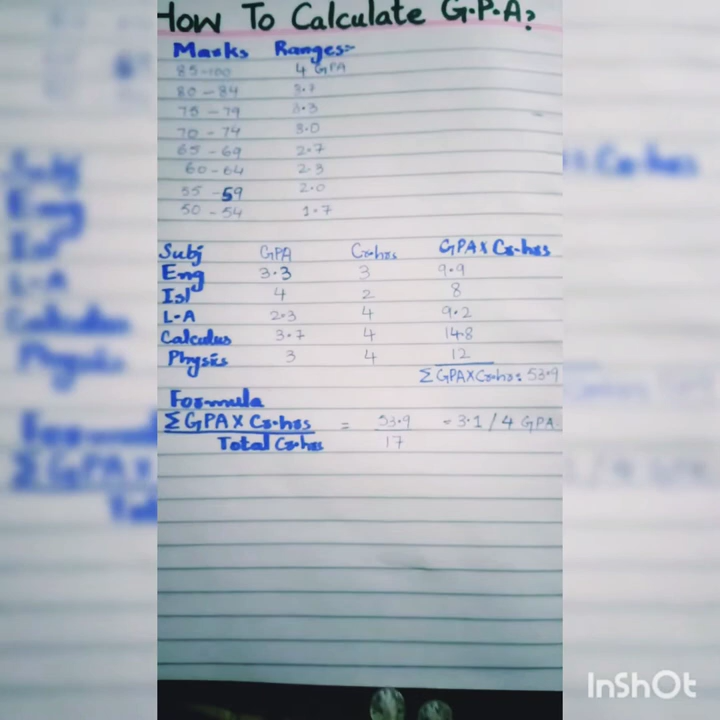 How To Calculate G.P.A?
Marks Ranges:-
85-100 4 GPA
80 - 84 3.7
75 - 79 3.3
70 - 74 3.0
65 - 69 2.7
60 - 64 2.3
55 - 59 2.0
50 - 54 1.7
Subj GPA Cr.hrs GPA X Cr.hrs
Eng 3.3 3 9.9
Isl 4 2 8
L.A 2.3 4 9.2
Calculus 3.7 4 14.8
Physics 3 4 12
Σ GPA X Cr.hr: 53.9
Formula
Σ GPA X Cr.hrs = 53.9 = 3.1 / 4 GPA.
Total Cr.hrs 17
InShOt